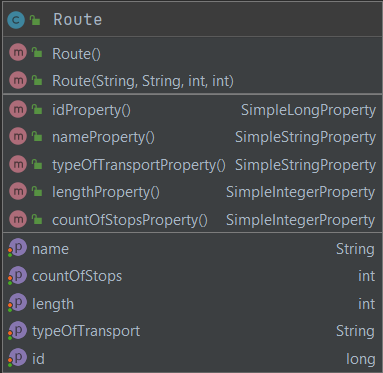 C Route
m Route()
m Route(String, String, int, int)
m idProperty() SimpleLongProperty
m nameProperty() SimpleStringProperty
m typeOfTransportProperty() SimpleStringProperty
m lengthProperty() SimpleIntegerProperty
m countOfStopsProperty() SimpleIntegerProperty
p name String
p countOfStops int
p length int
p typeOfTransport String
p id long